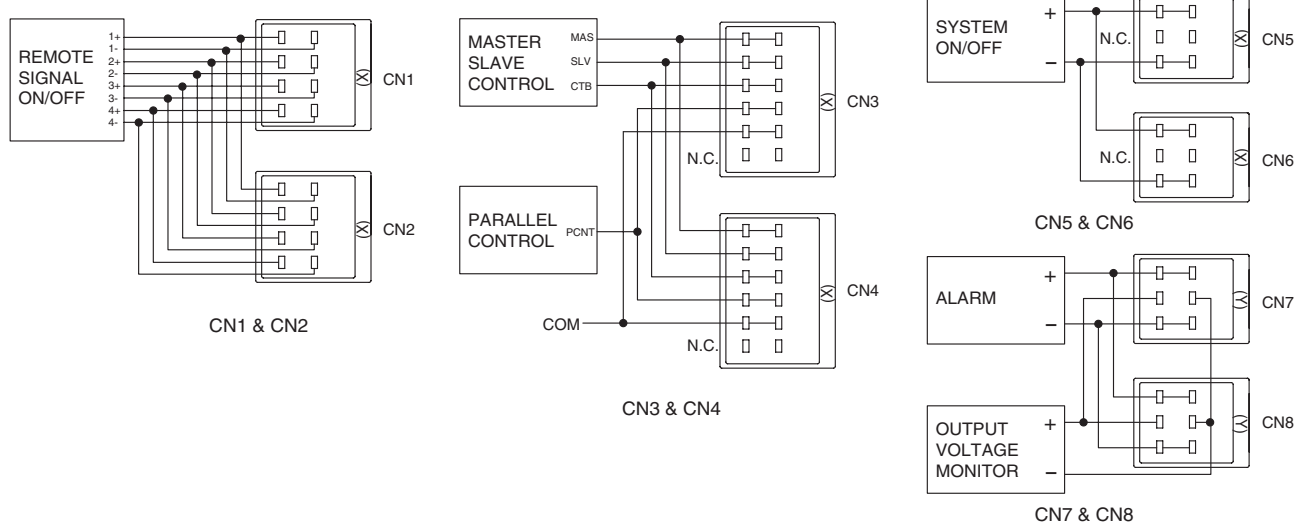 REMOTE
SIGNAL
ON/OFF
1+
1-
2+
2-
3+
3-
4+
4-
(X)
CN1
(X)
CN2
CN1 & CN2
MASTER
SLAVE
CONTROL
MAS
SLV
CTB
N.C.
(X)
CN3
PARALLEL
CONTROL
PCNT
COM
N.C.
(X)
CN4
CN3 & CN4
SYSTEM
ON/OFF
+
−
N.C.
(X)
CN5
N.C.
(X)
CN6
CN5 & CN6
ALARM
+
−
(Y)
CN7
OUTPUT
VOLTAGE
MONITOR
+
−
(Y)
CN8
CN7 & CN8